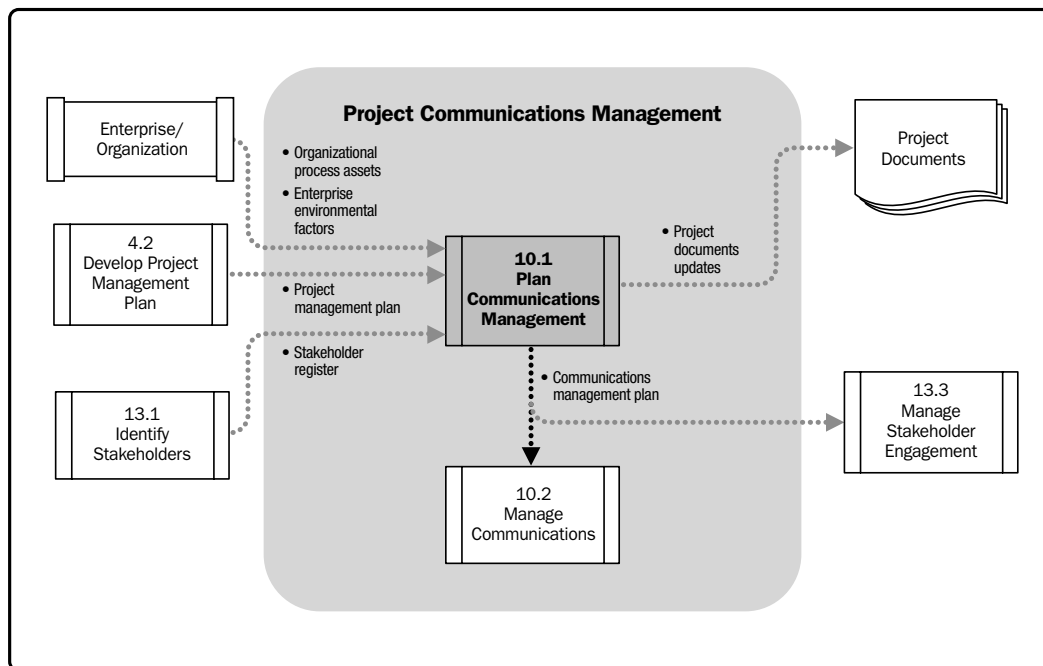 Project Communications Management
Enterprise/
Organization
• Organizational
process assets
• Enterprise
environmental
factors
Project
Documents
4.2
Develop Project
Management
Plan
• Project
management plan
10.1
Plan
Communications
Management
• Project
documents
updates
• Stakeholder
register
13.1
Identify
Stakeholders
• Communications
management plan
13.3
Manage
Stakeholder
Engagement
10.2
Manage
Communications